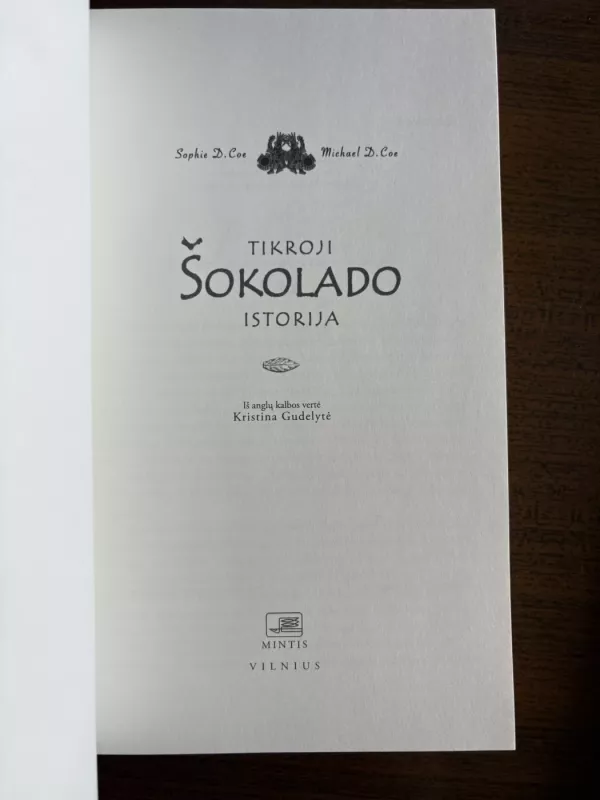 Sophie D. Coe Michael D. Coe
TIKROJI
ŠOKOLADO
ISTORIJA
Iš anglų kalbos vertė
Kristina Gudelytė
MINTIS
VILNIUS